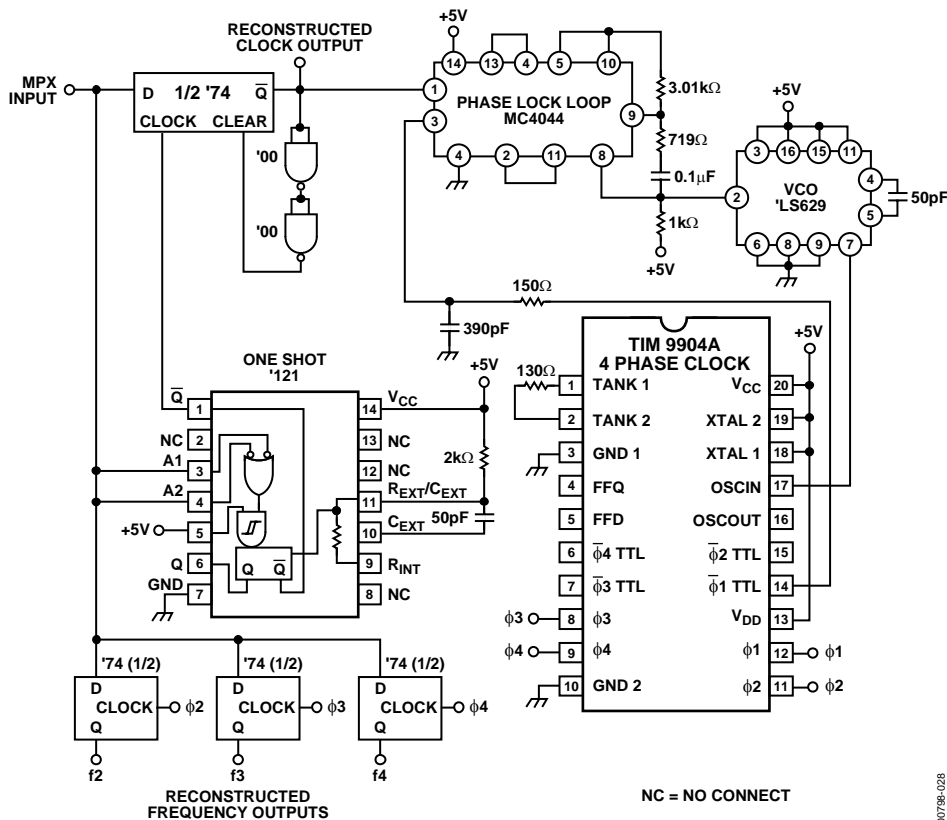 RECONSTRUCTED
CLOCK OUTPUT
MPX
INPUT
D 1/2 '74 Q̅
CLOCK CLEAR
'00
'00
+5V
14 13 4 5 10
1 PHASE LOCK LOOP
MC4044
3 9
4 2 11 8
3.01kΩ
719Ω
0.1μF
1kΩ
+5V
+5V
3 16 15 11
2 VCO
'LS629
4
5
50pF
6 8 9 7
150Ω
390pF
ONE SHOT
'121
Q̅ 1
NC 2
A1 3
A2 4
+5V 5
Q 6
GND 7
Q Q̅
14 VCC
13 NC
12 NC
11 REXT/CEXT
10 CEXT
9 RINT
8 NC
+5V
2kΩ
50pF
130Ω
TIM 9904A
4 PHASE CLOCK
+5V
1 TANK 1 VCC 20
2 TANK 2 XTAL 2 19
3 GND 1 XTAL 1 18
4 FFQ OSCIN 17
5 FFD OSCOUT 16
6 ϕ̅4 TTL ϕ̅2 TTL 15
7 ϕ̅3 TTL ϕ̅1 TTL 14
ϕ3 8 ϕ3 VDD 13
ϕ4 9 ϕ4 ϕ1 12 ϕ1
10 GND 2 ϕ2 11 ϕ2
'74 (1/2) '74 (1/2) '74 (1/2)
D D D
CLOCK ϕ2 CLOCK ϕ3 CLOCK ϕ4
Q Q Q
f2 f3 f4
RECONSTRUCTED
FREQUENCY OUTPUTS
NC = NO CONNECT
00798-028